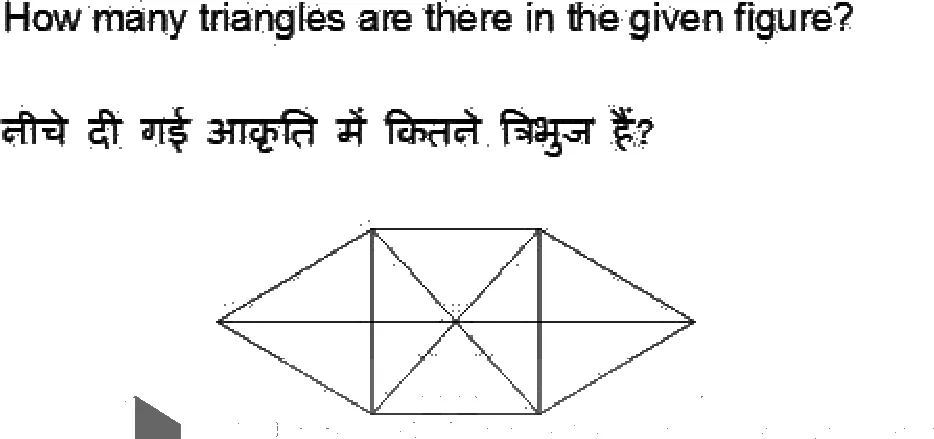 How many triangles are there in the given figure?
नीचे दी गई आकृति में कितने त्रिभुज हैं?